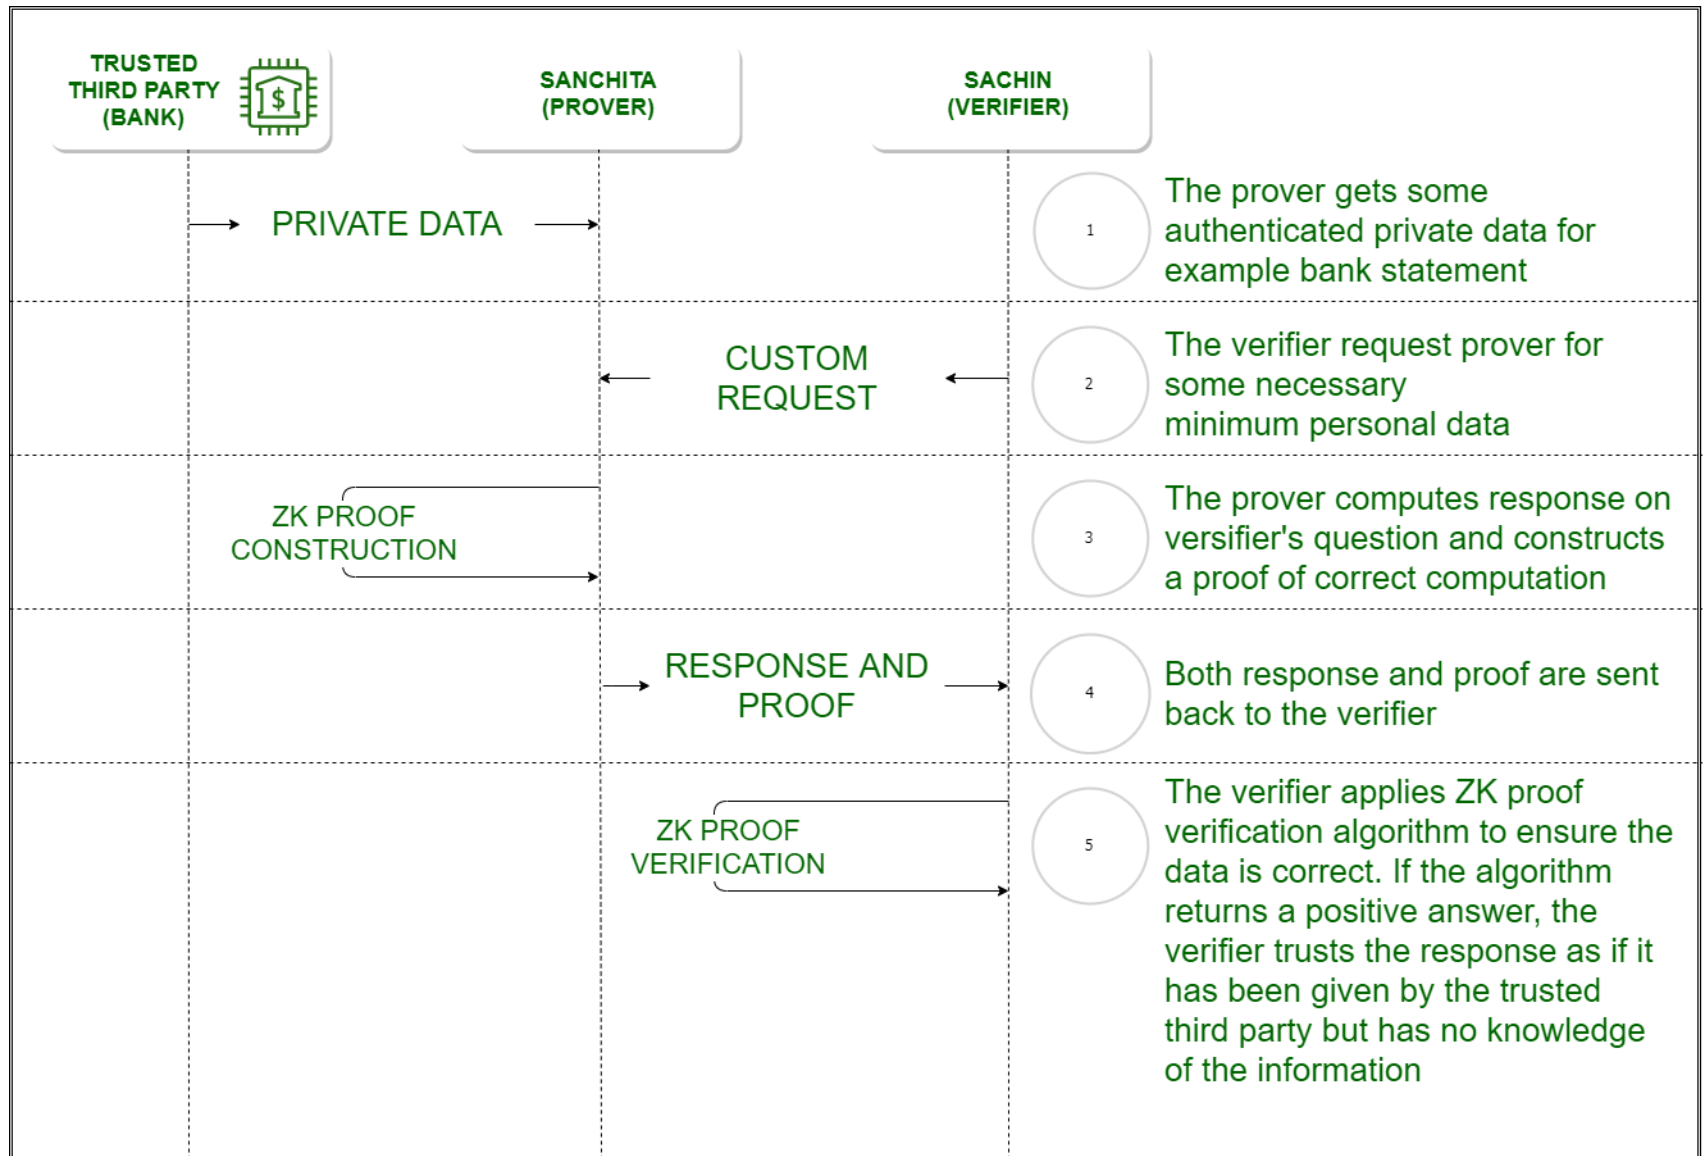 TRUSTED
THIRD PARTY
(BANK)
$
SANCHITA
(PROVER)
SACHIN
(VERIFIER)
PRIVATE DATA
1
The prover gets some
authenticated private data for
example bank statement
CUSTOM
REQUEST
2
The verifier request prover for
some necessary
minimum personal data
ZK PROOF
CONSTRUCTION
3
The prover computes response on
versifier's question and constructs
a proof of correct computation
RESPONSE AND
PROOF
4
Both response and proof are sent
back to the verifier
ZK PROOF
VERIFICATION
5
The verifier applies ZK proof
verification algorithm to ensure the
data is correct. If the algorithm
returns a positive answer, the
verifier trusts the response as if it
has been given by the trusted
third party but has no knowledge
of the information